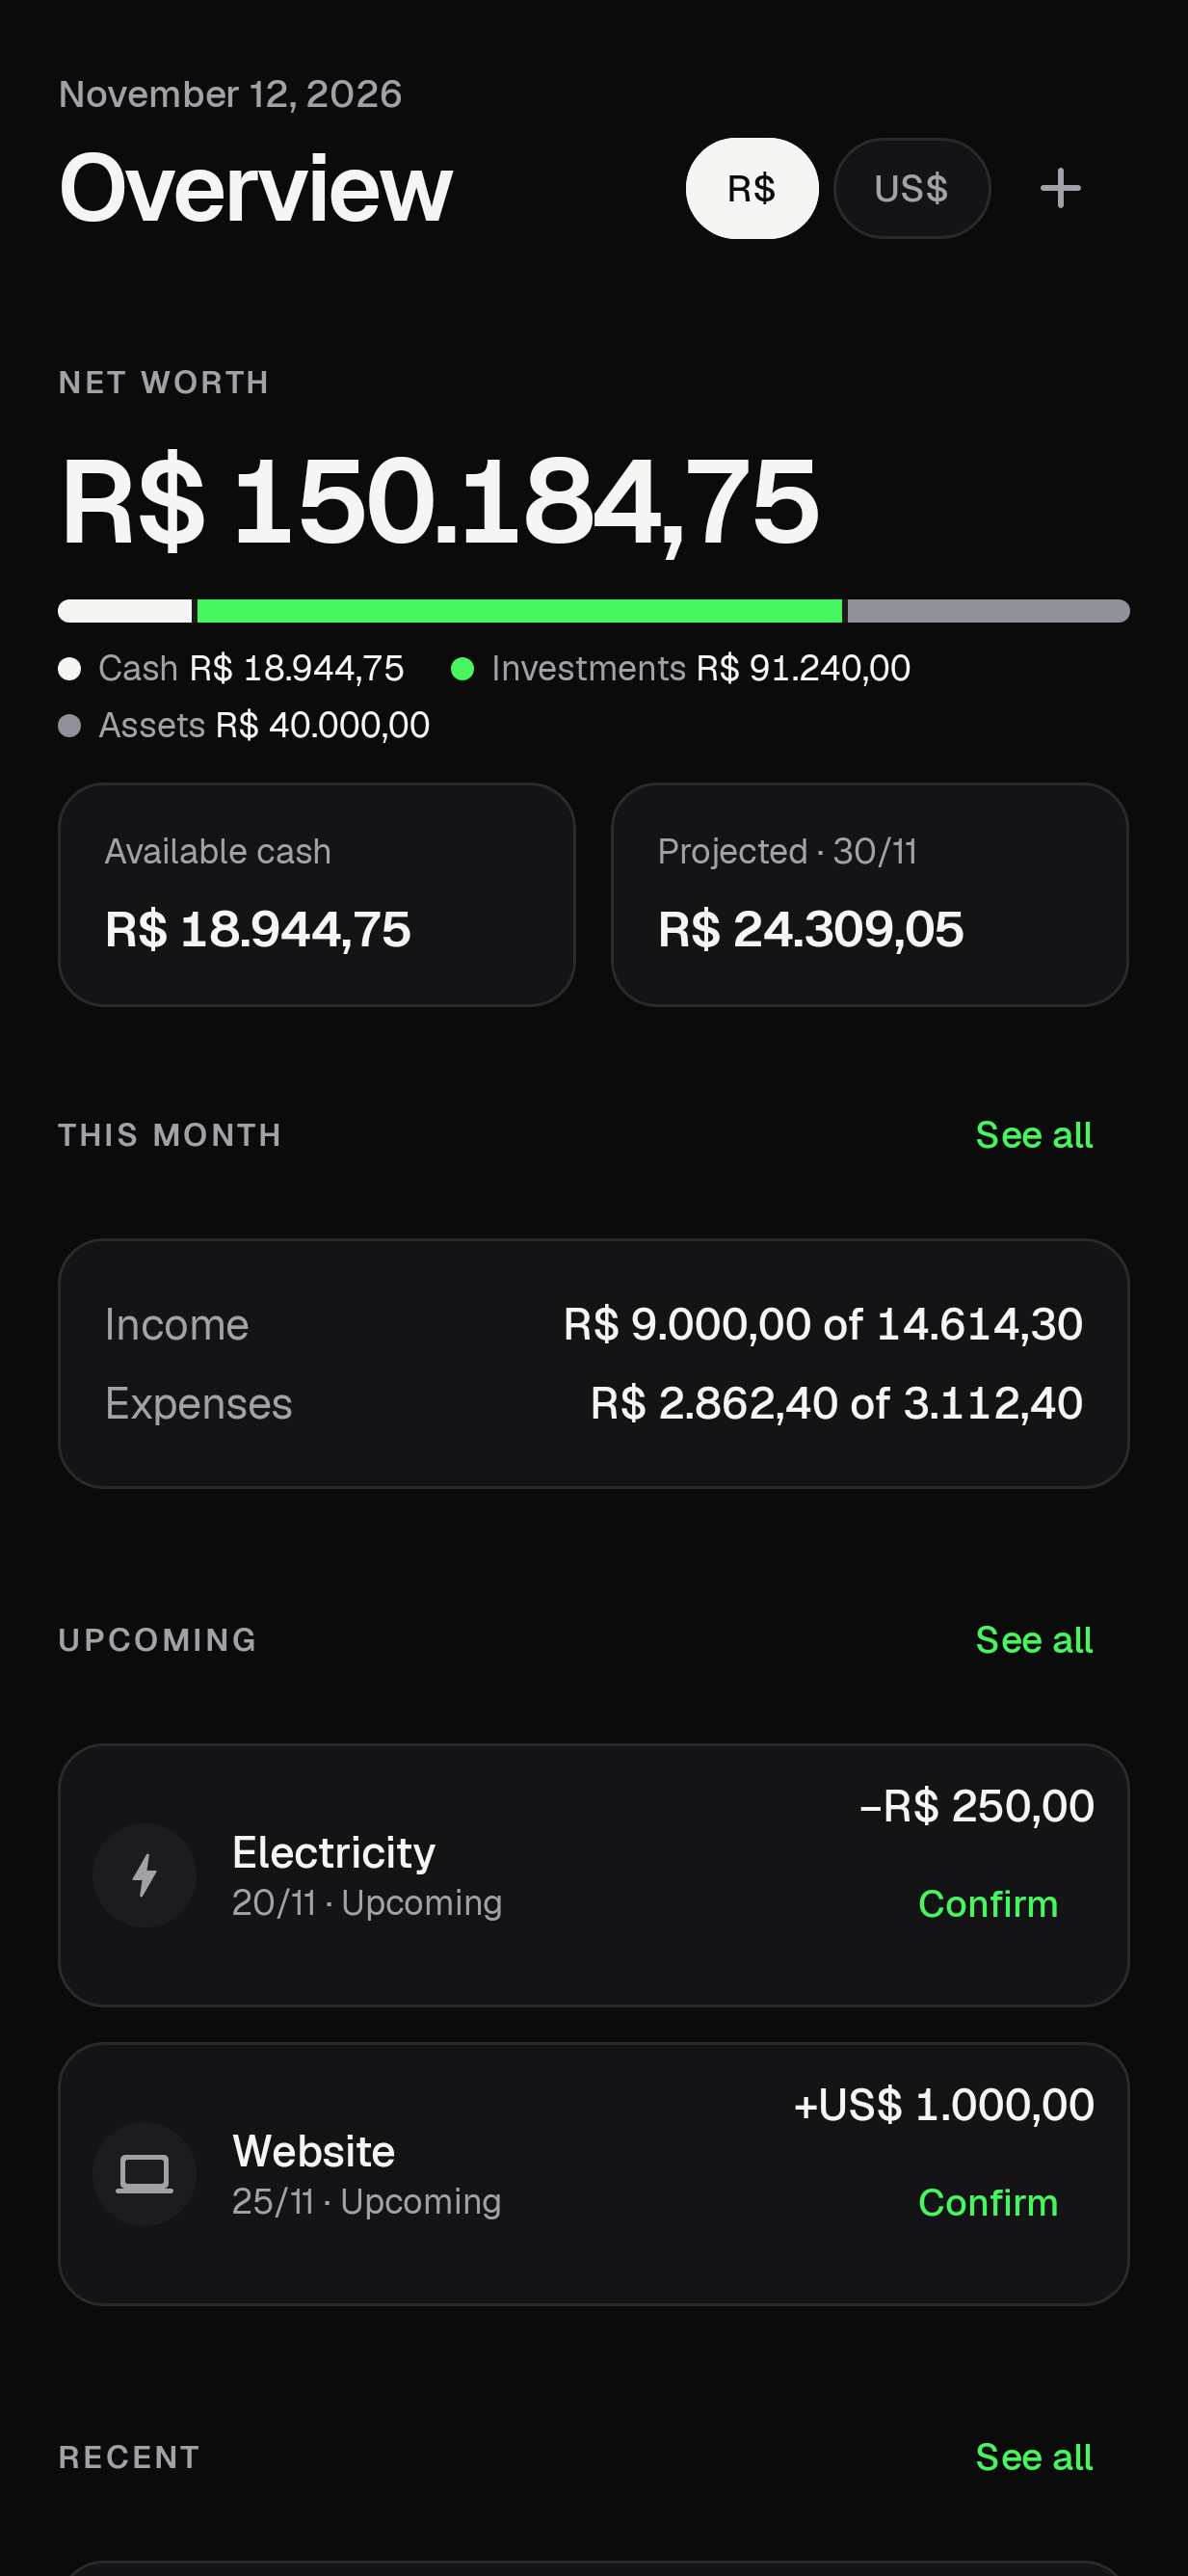 November 12, 2026
Overview
R$ US$
NET WORTH
R$ 150.184,75
Cash R$ 18.944,75 Investments R$ 91.240,00
Assets R$ 40.000,00
Available cash Projected · 30/11
R$ 18.944,75 R$ 24.309,05
THIS MONTH See all
Income R$ 9.000,00 of 14.614,30
Expenses R$ 2.862,40 of 3.112,40
UPCOMING See all
−R$ 250,00
Electricity
20/11 · Upcoming Confirm
+US$ 1.000,00
Website
25/11 · Upcoming Confirm
RECENT See all